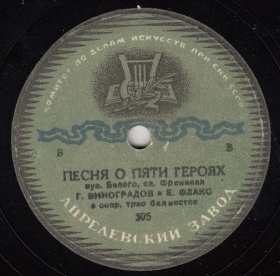 КОМИТЕТ ПО ДЕЛАМ ИСКУССТВ ПРИ СНК СССР
В В
ПЕСНЯ О ПЯТИ ГЕРОЯХ
муз. Белого, сл. Френкеля
Г. ВИНОГРАДОВ и Е. ФЛАКС
в сопр. трио баянистов
305
АПРЕЛЕВСКИЙ ЗАВОД